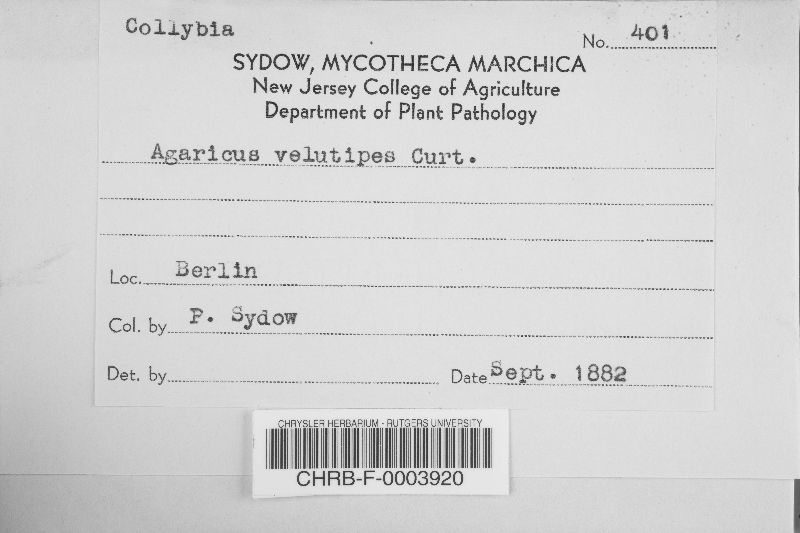 Collybia
No. 401
SYDOW, MYCOTHECA MARCHICA
New Jersey College of Agriculture
Department of Plant Pathology
Agaricus velutipes Curt.
Loc. Berlin
Col. by P. Sydow
Det. by
Date Sept. 1882
CHRYSLER HERBARIUM - RUTGERS UNIVERSITY
CHRB-F-0003920